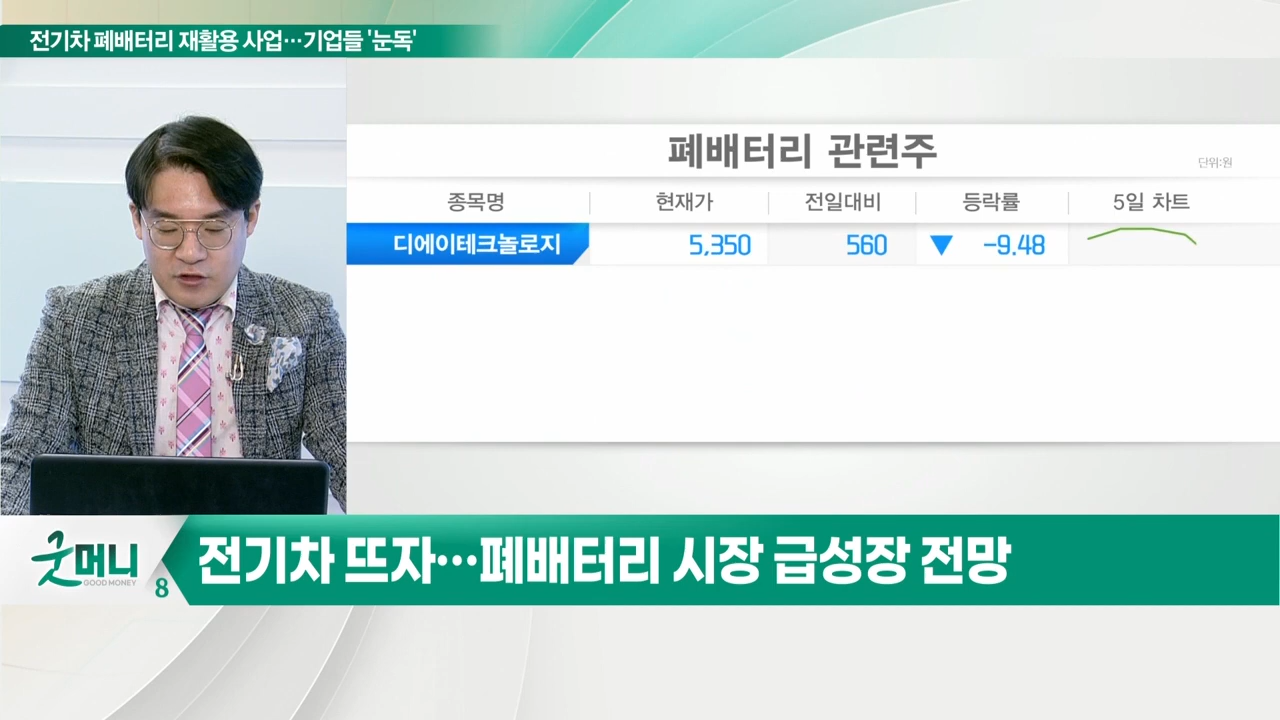 전기차 폐배터리 재활용 사업…기업들 '눈독'
폐배터리 관련주
단위:원
종목명 현재가 전일대비 등락률 5일 차트
디에이테크놀로지 5,350 560 ▼ -9.48
굿머니
GOOD MONEY
8
전기차 뜨자…폐배터리 시장 급성장 전망